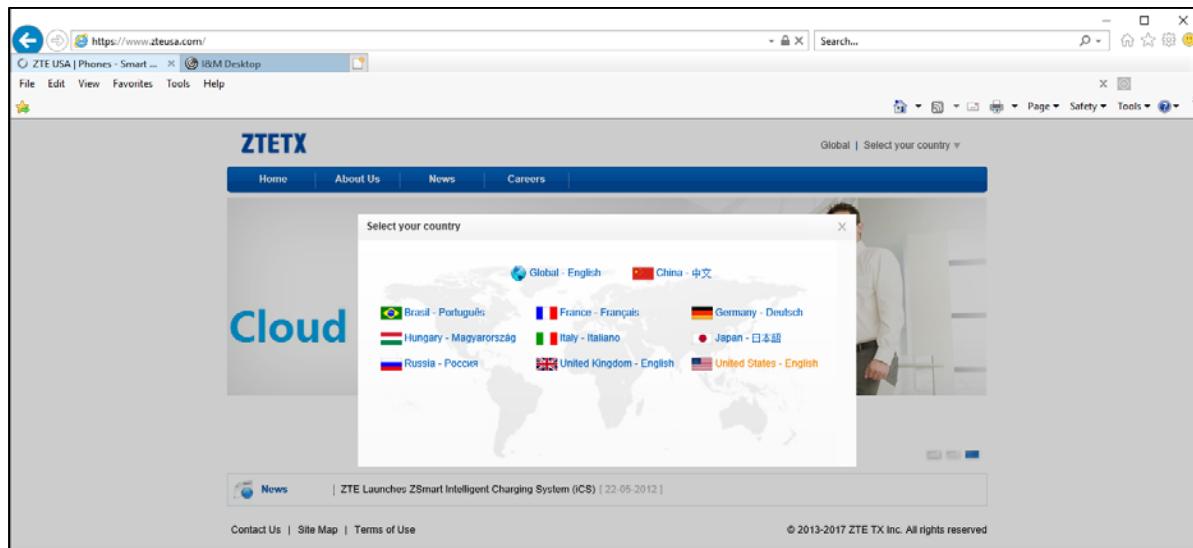 https://www.zteusa.com/
Search...
ZTE USA | Phones - Smart ...
I&M Desktop
File Edit View Favorites Tools Help
Page Safety Tools
ZTETX
Global | Select your country
Home About Us News Careers
Select your country
Global - English China - 中文
Brasil - Português France - Français Germany - Deutsch
Hungary - Magyarország Italy - Italiano Japan - 日本語
Russia - Россия United Kingdom - English United States - English
Cloud
News | ZTE Launches ZSmart Intelligent Charging System (iCS) [ 22-05-2012 ]
Contact Us | Site Map | Terms of Use © 2013-2017 ZTE TX Inc. All rights reserved